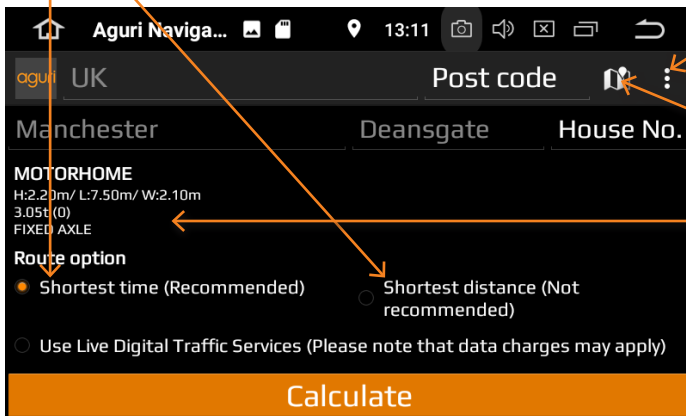 Aguri Naviga... 13:11
aguri UK Post code
Manchester Deansgate House No.
MOTORHOME
H:2.20m/ L:7.50m/ W:2.10m
3.05t (0)
FIXED AXLE
Route option
Shortest time (Recommended) Shortest distance (Not
recommended)
Use Live Digital Traffic Services (Please note that data charges may apply)
Calculate